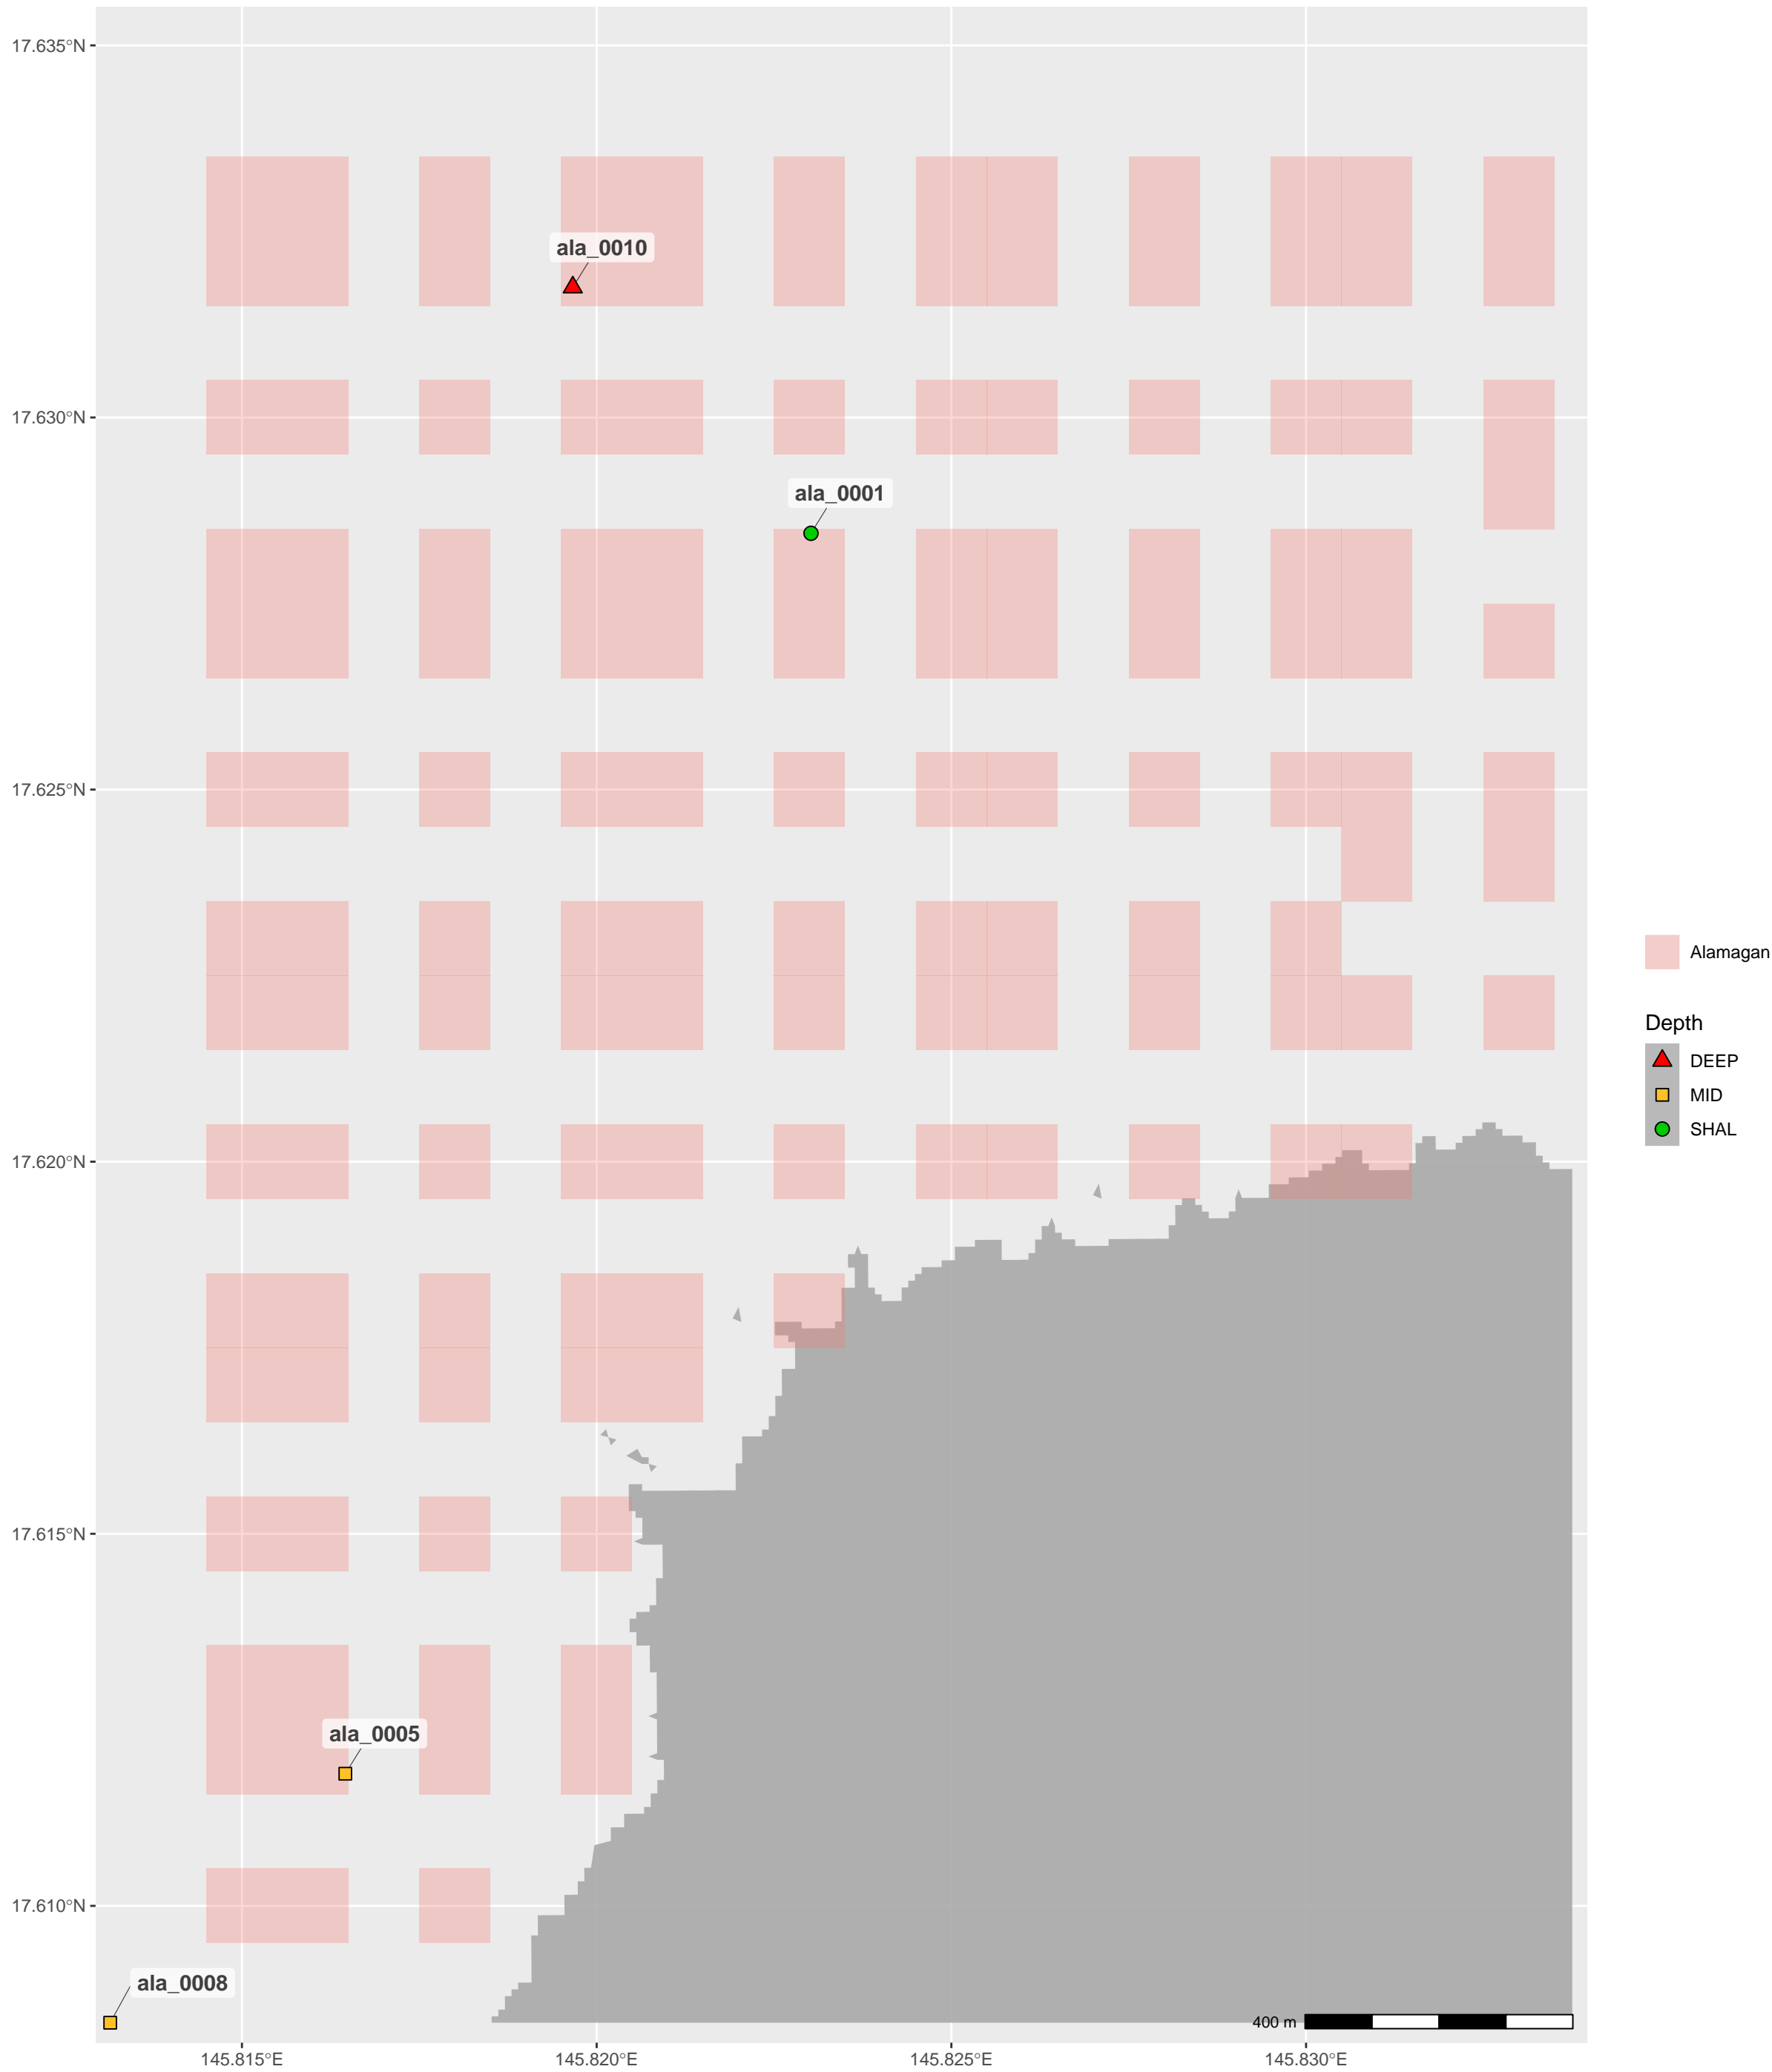 17.635°N
ala_0010
17.630°N
ala_0001
17.625°N
Alamagan
Depth
DEEP
MID
SHAL
17.620°N
17.615°N
ala_0005
17.610°N
ala_0008
400 m
145.815°E
145.820°E
145.825°E
145.830°E